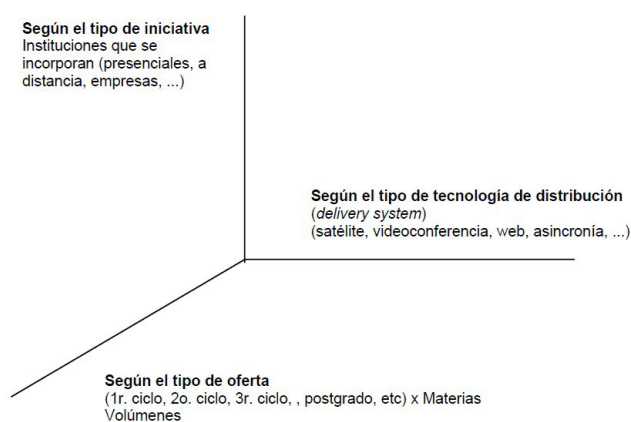 Según el tipo de iniciativa
Instituciones que se
incorporan (presenciales, a
distancia, empresas, ...)
Según el tipo de tecnología de distribución
(delivery system)
(satélite, videoconferencia, web, asincronía, ...)
Según el tipo de oferta
(1r. ciclo, 2o. ciclo, 3r. ciclo, , postgrado, etc) x Materias
Volúmenes